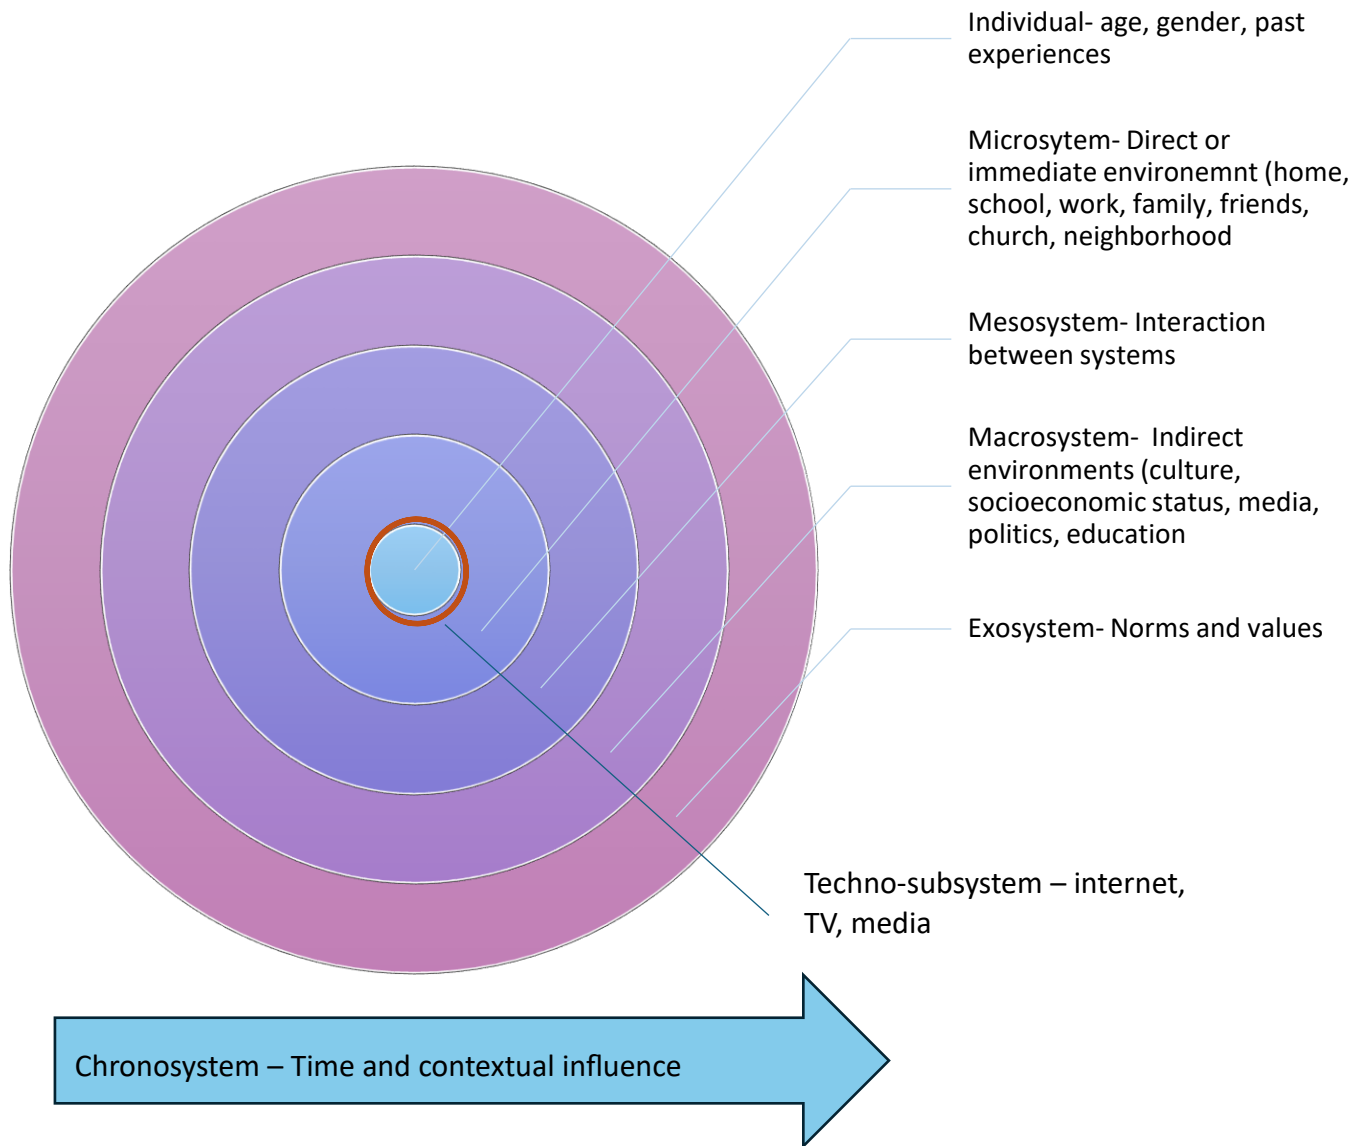 Individual- age, gender, past
experiences
Microsytem- Direct or
immediate environemnt (home,
school, work, family, friends,
church, neighborhood
Mesosystem- Interaction
between systems
Macrosystem-  Indirect
environments (culture,
socioeconomic status, media,
politics, education
Exosystem- Norms and values
Techno-subsystem – internet,
TV, media
Chronosystem – Time and contextual influence